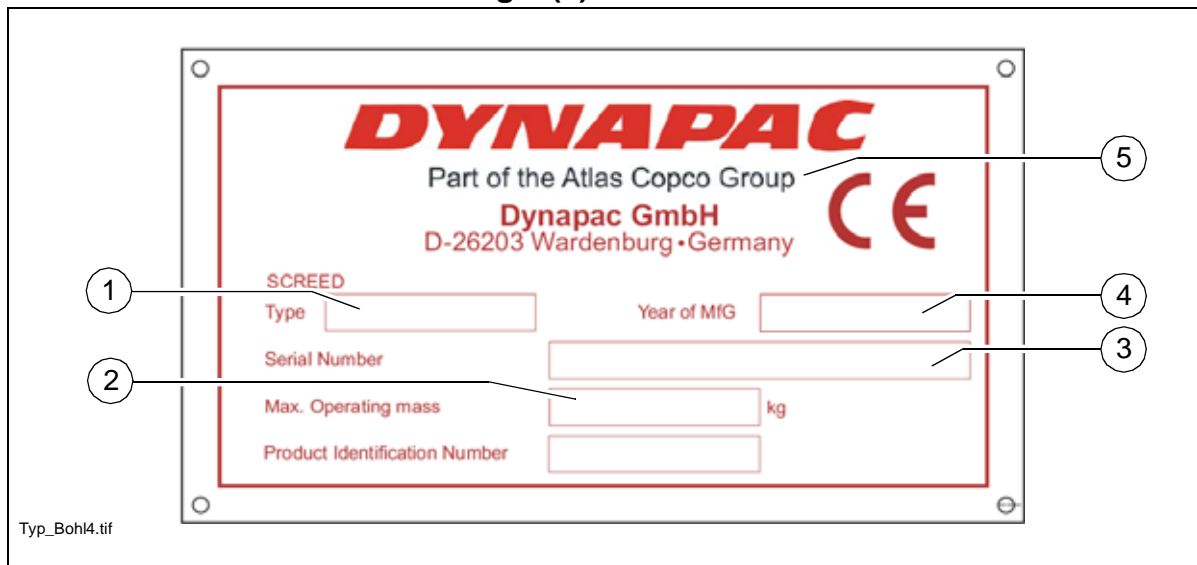 DYNAPAC
Part of the Atlas Copco Group
5
Dynapac GmbH
CE
D-26203 Wardenburg•Germany
SCREED
1
Type
Year of MfG
4
Serial Number
3
2
Max. Operating mass
kg
Product Identification Number
Typ_Bohl4.tif